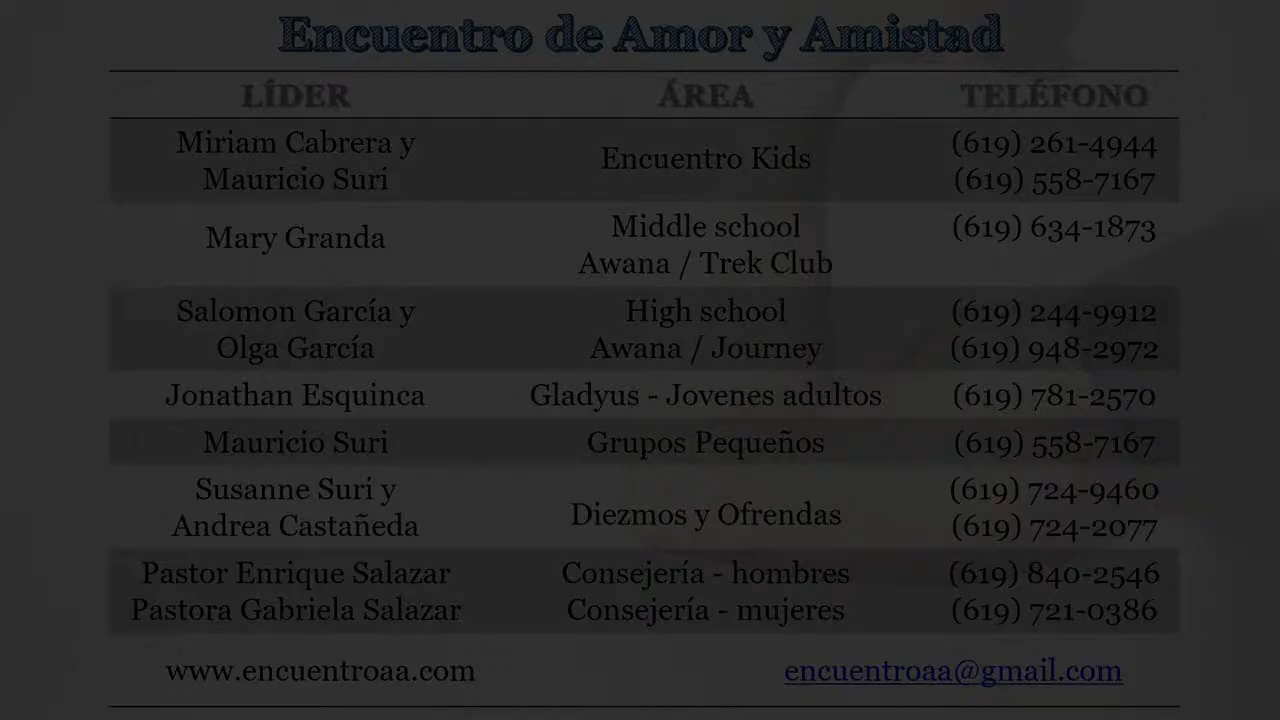 Encuentro de Amor y Amistad
LÍDER ÁREA TELÉFONO
Miriam Cabrera y Encuentro Kids (619) 261-4944
Mauricio Suri (619) 558-7167
Mary Granda Middle school (619) 634-1873
Awana / Trek Club
Salomon García y High school (619) 244-9912
Olga García Awana / Journey (619) 948-2972
Jonathan Esquinca Gladyus - Jovenes adultos (619) 781-2570
Mauricio Suri Grupos Pequeños (619) 558-7167
Susanne Suri y Diezmos y Ofrendas (619) 724-9460
Andrea Castañeda (619) 724-2077
Pastor Enrique Salazar Consejería - hombres (619) 840-2546
Pastora Gabriela Salazar Consejería - mujeres (619) 721-0386
www.encuentroaa.com encuentroaa@gmail.com